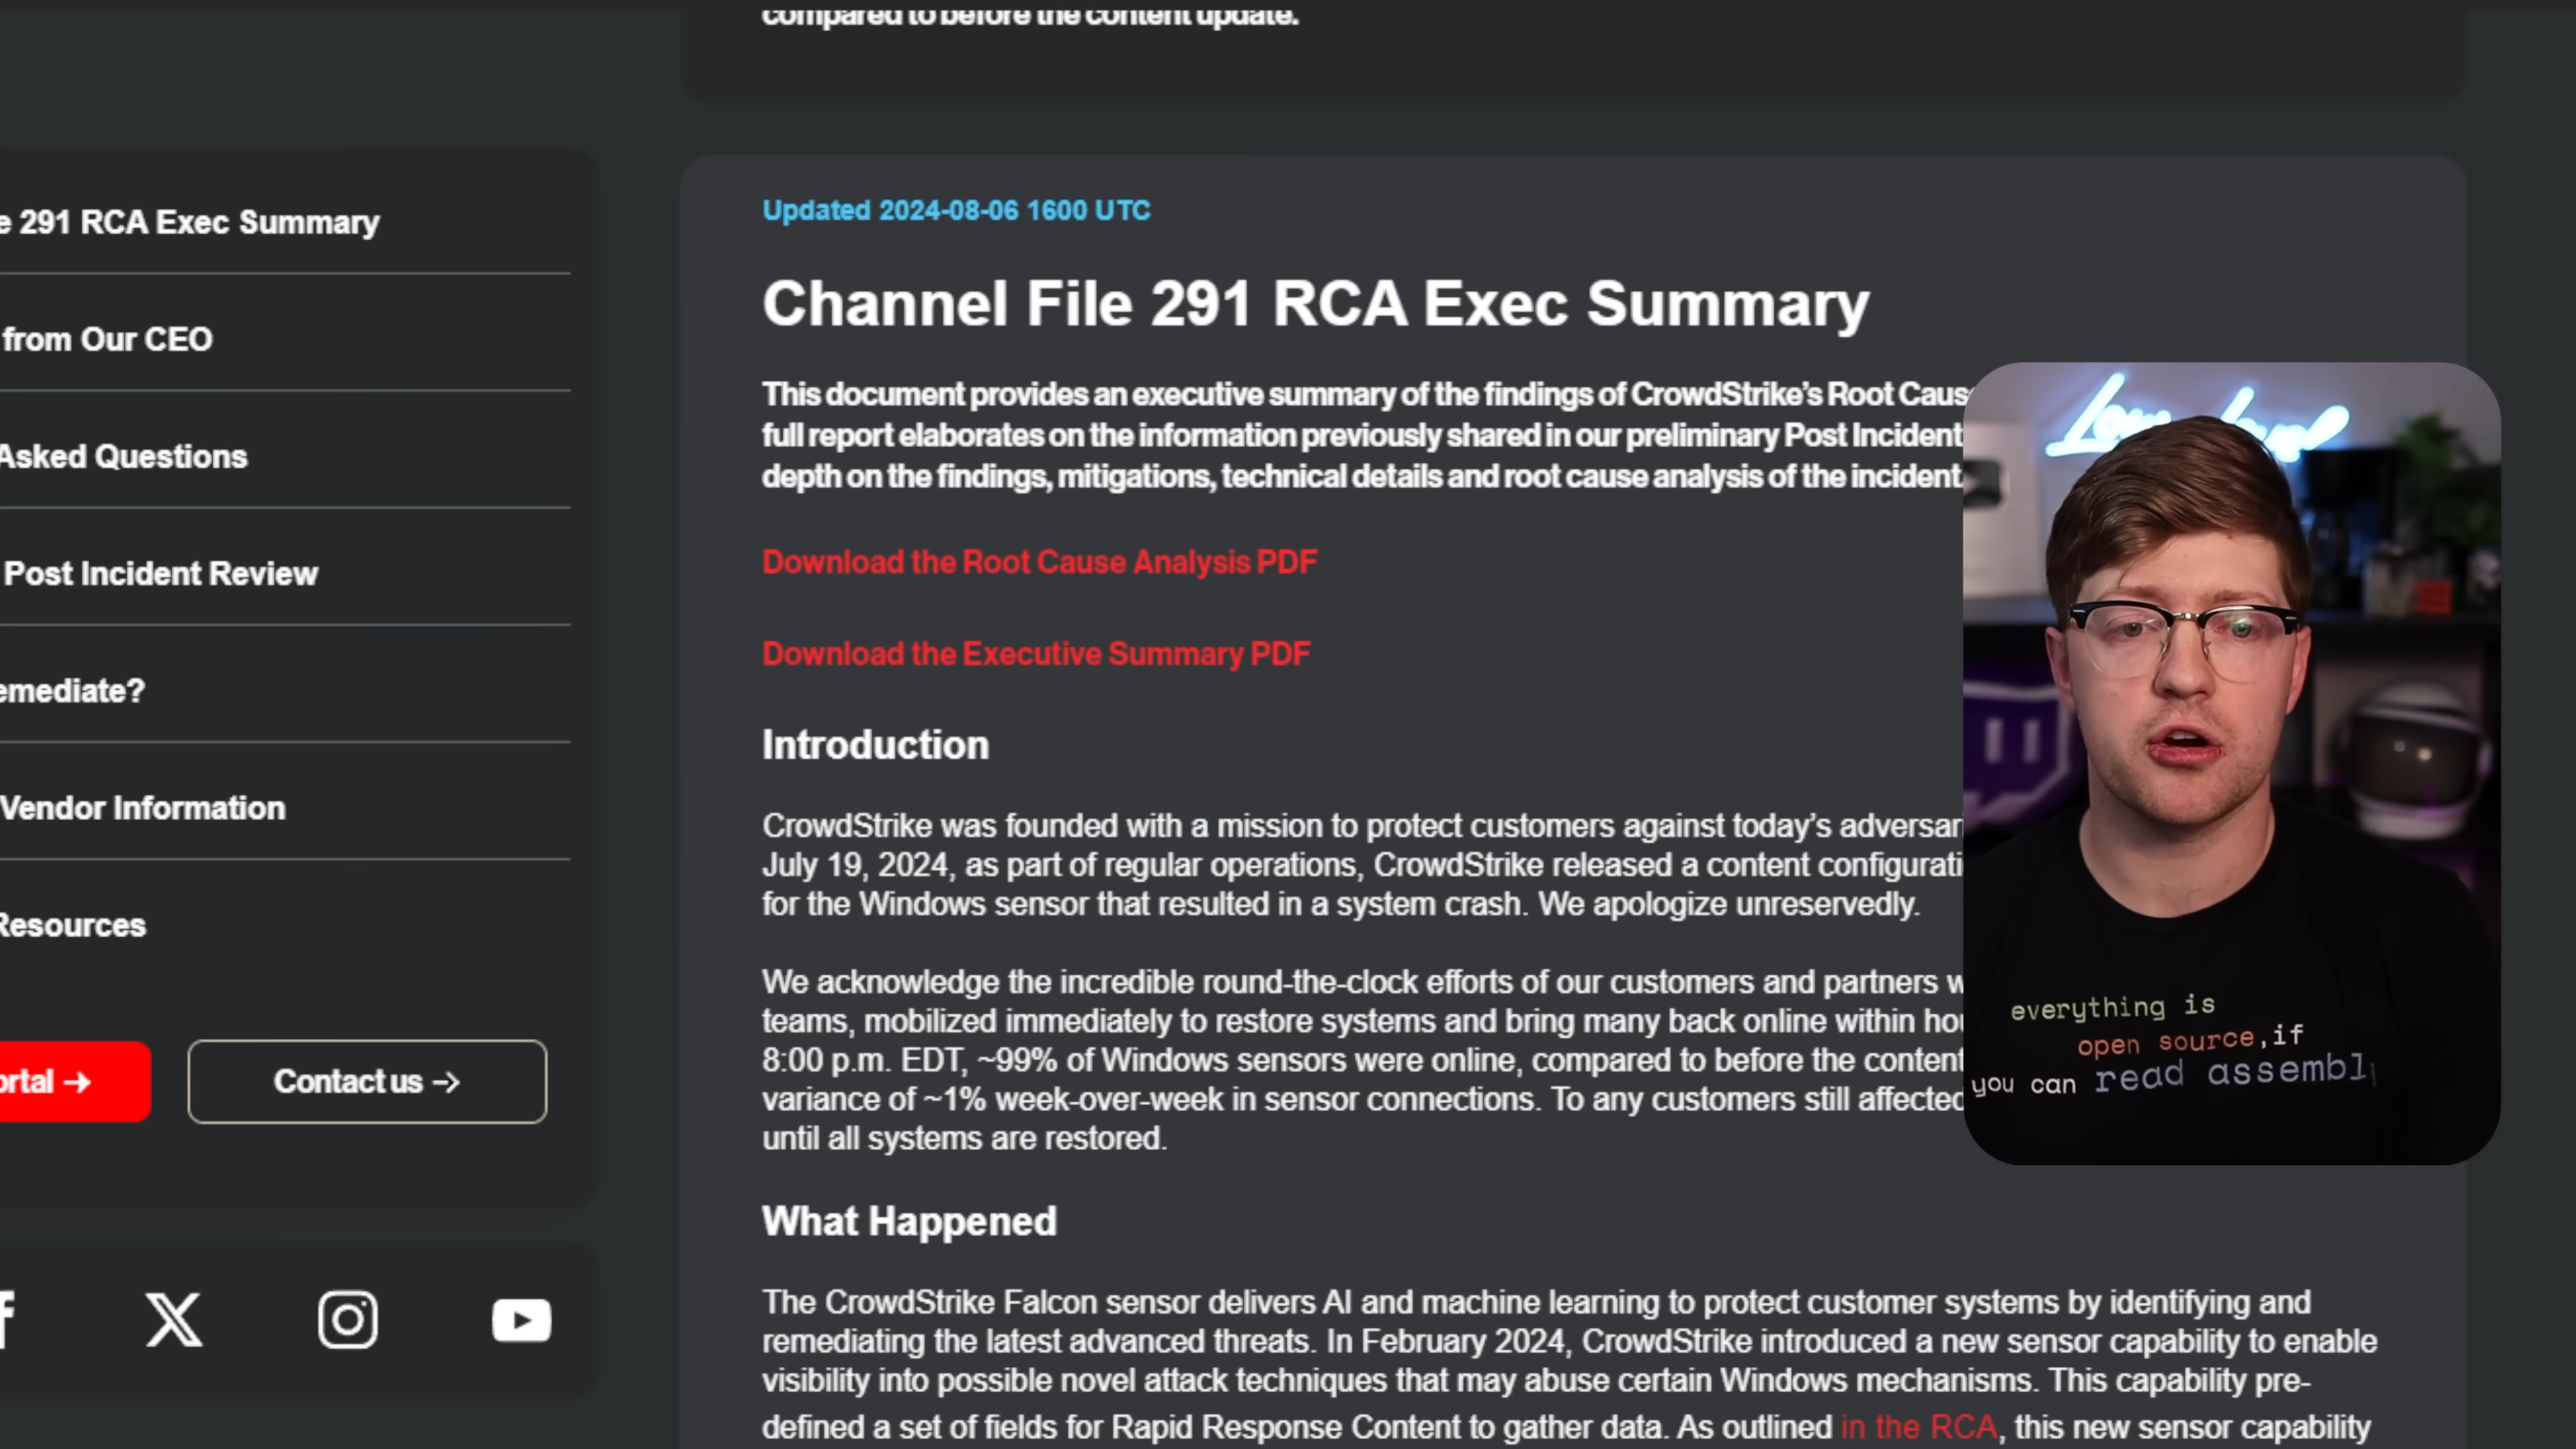 compared to before the content update.
291 RCA Exec Summary
from Our CEO
Asked Questions
Post Incident Review
Vendor Information
Resources
Contact us →
Updated 2024-08-06 1600 UTC
Channel File 291 RCA Exec Summary
This document provides an executive summary of the findings of CrowdStrike's Root
full report elaborates on the information previously shared in our preliminary Post Incident
depth on the findings, mitigations, technical details and root cause analysis of the incident
Download the Root Cause Analysis PDF
Download the Executive Summary PDF
Introduction
CrowdStrike was founded with a mission to protect customers against today's
July 19, 2024, as part of regular operations, CrowdStrike released a content
for the Windows sensor that resulted in a system crash. We apologize unreservedly.
We acknowledge the incredible round-the-clock efforts of our customers and partners
teams, mobilized immediately to restore systems and bring many back online within
8:00 p.m. EDT, ~99% of Windows sensors were online, compared to before the content
variance of ~1% week-over-week in sensor connections. To any customers still affected
until all systems are restored.
What Happened
The CrowdStrike Falcon sensor delivers AI and machine learning to protect customer systems by identifying and
remediating the latest advanced threats. In February 2024, CrowdStrike introduced a new sensor capability to enable
visibility into possible novel attack techniques that may abuse certain Windows mechanisms. This capability pre-
defined a set of fields for Rapid Response Content to gather data. As outlined in the RCA, this new sensor capability
everything is
open source,if
you can read